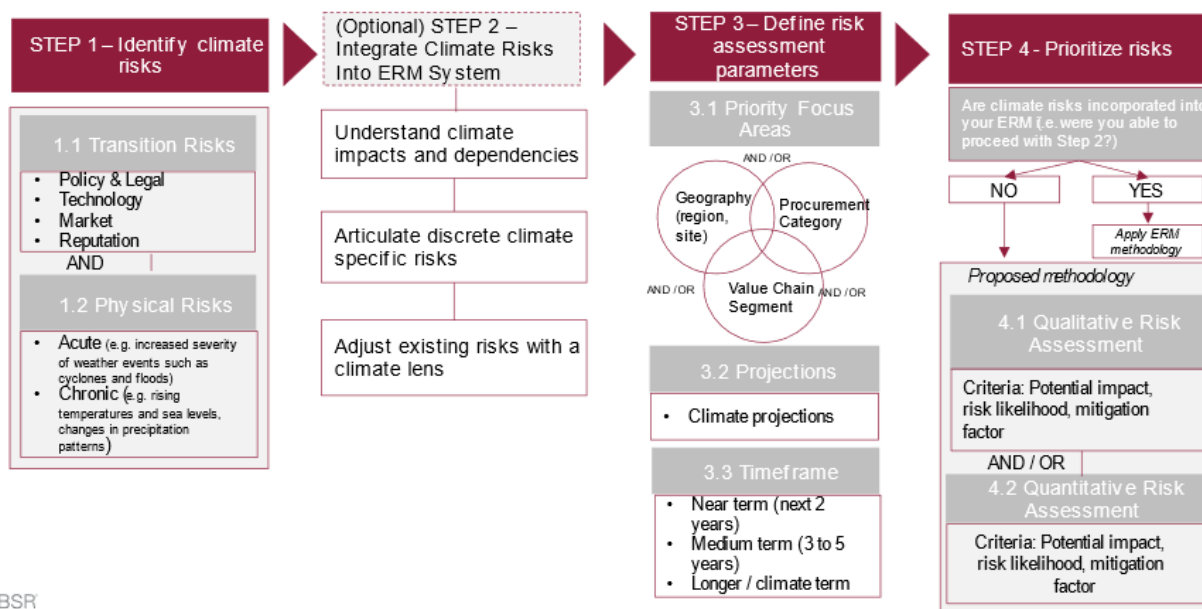 STEP 1 – Identify climate
risks
1.1 Transition Risks
• Policy & Legal
• Technology
• Market
• Reputation
AND
1.2 Physical Risks
• Acute (e.g. increased severity
of weather events such as
cyclones and floods)
• Chronic (e.g. rising
temperatures and sea levels,
changes in precipitation
patterns)
(Optional) STEP 2 –
Integrate Climate Risks
Into ERM System
Understand climate
impacts and dependencies
Articulate discrete climate-
specific risks
Adjust existing risks with a
climate lens
STEP 3 – Define risk
assessment
parameters
3.1 Priority Focus
Areas
AND /OR
Geography
(region,
site)
Procurement
Category
AND /OR
Value Chain
Segment
AND /OR
3.2 Projections
• Climate projections
3.3 Timeframe
• Near term (next 2
years)
• Medium term (3 to 5
years)
• Longer / climate term
STEP 4 - Prioritize risks
Are climate risks incorporated into
your ERM (i.e. were you able to
proceed with Step 2?)
NO
YES
Apply ERM
methodology
Proposed methodology
4.1 Qualitative Risk
Assessment
Criteria: Potential impact,
risk likelihood, mitigation
factor
AND / OR
4.2 Quantitative Risk
Assessment
Criteria: Potential impact,
risk likelihood, mitigation
factor
BSR